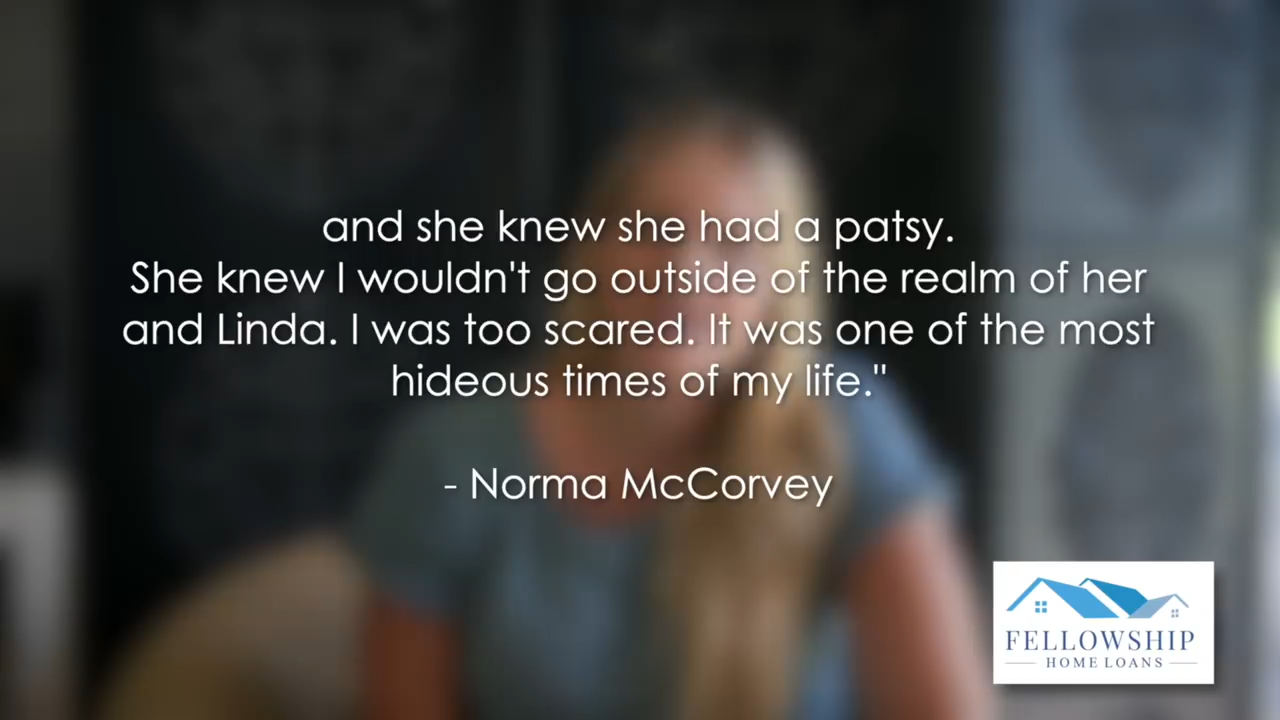 and she knew she had a patsy.
She knew I wouldn't go outside of the realm of her
and Linda. I was too scared. It was one of the most
hideous times of my life."
- Norma McCorvey
FELLOWSHIP
HOME LOANS